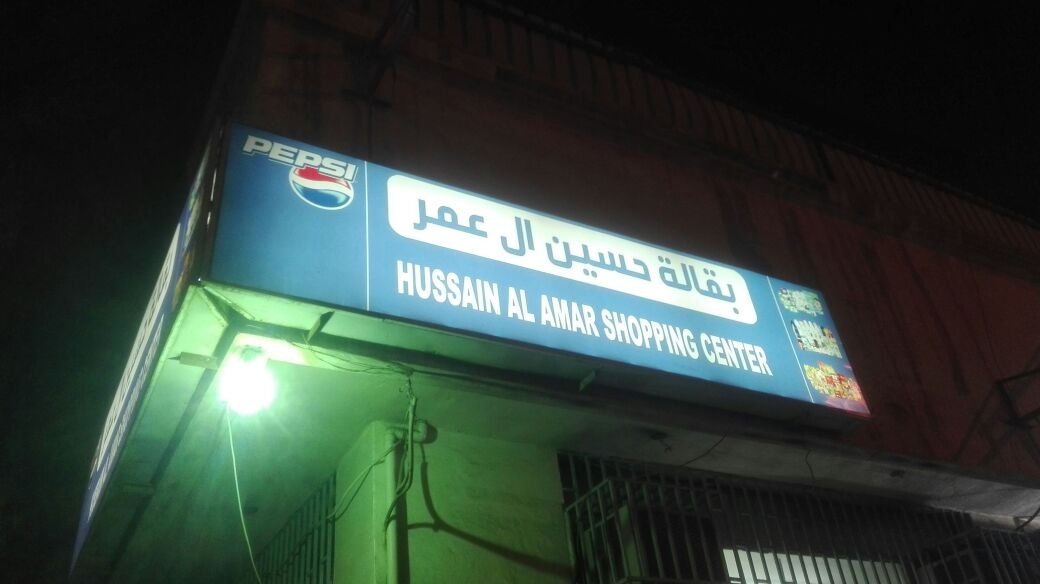 PEPSI
بقالة حسين ال عمر
HUSSAIN AL AMAR SHOPPING CENTER